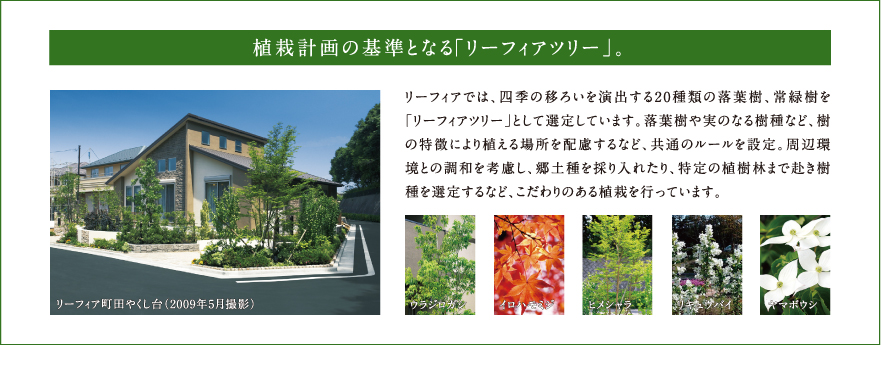 植栽計画の基準となる「リーフィアツリー」。
リーフィアでは、四季の移ろいを演出する20種類の落葉樹、常緑樹を
「リーフィアツリー」として選定しています。落葉樹や実のなる樹種など、樹
の特徴により植える場所を配慮するなど、共通のルールを設定。周辺環
境との調和を考慮し、郷土種を採り入れたり、特定の植樹林まで赴き樹
種を選定するなど、こだわりのある植栽を行っています。
リーフィア町田やくし台（2009年5月撮影）
ウラジロガシ
イロハモミジ
ヒメシャラ
リキュウバイ
ヤマボウシ